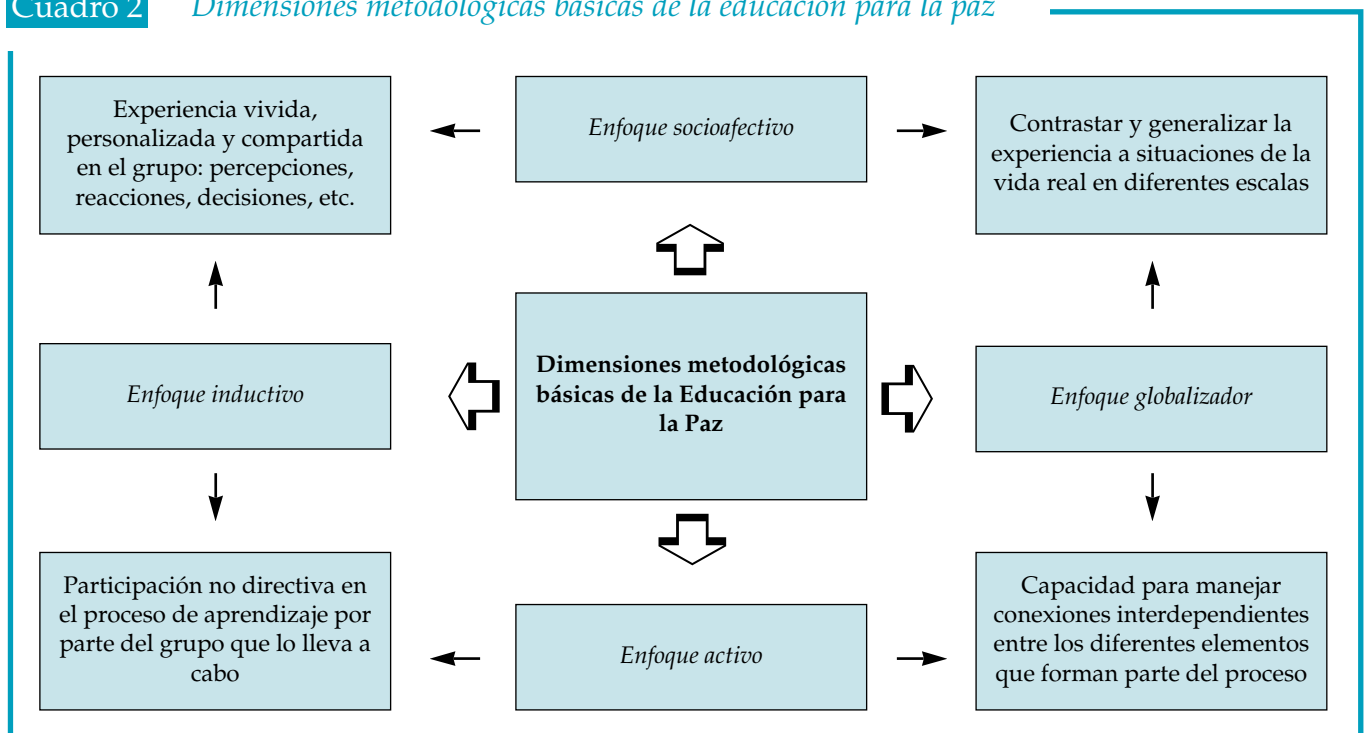 Cuadro 2 Dimensiones metodológicas básicas de la educación para la paz
Experiencia vivida,
personalizada y compartida
en el grupo: percepciones,
reacciones, decisiones, etc.
Enfoque socioafectivo
Contrastar y generalizar la
experiencia a situaciones de la
vida real en diferentes escalas
Enfoque inductivo
Dimensiones metodológicas
básicas de la Educación para
la Paz
Enfoque globalizador
Participación no directiva en
el proceso de aprendizaje por
parte del grupo que lo lleva a
cabo
Enfoque activo
Capacidad para manejar
conexiones interdependientes
entre los diferentes elementos
que forman parte del proceso